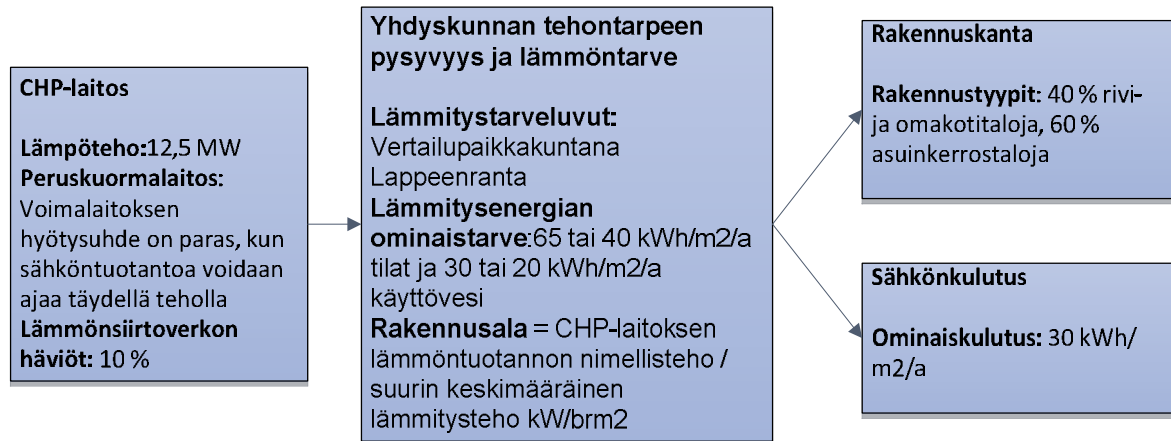 CHP-laitos
Lämpöteho:12,5 MW
Peruskuormalaitos:
Voimalaitoksen
hyötysuhde on paras, kun
sähköntuotantoa voidaan
ajaa täydellä teholla
Lämmönsiirtoverkon
häviöt: 10 %
Yhdyskunnan tehontarpeen
pysyvyys ja lämmöntarve
Lämmitystarveluvut:
Vertailupaikkakuntana
Lappeenranta
Lämmitysenergian
ominaistarve:65 tai 40 kWh/m2/a
tilat ja 30 tai 20 kWh/m2/a
käyttövesi
Rakennusala = CHP-laitoksen
lämmöntuotannon nimellisteho /
suurin keskimääräinen
lämmitysteho kW/brm2
Rakennuskanta
Rakennustyypit: 40 % rivi-
ja omakotitaloja, 60 %
asuinkerrostaloja
Sähkönkulutus
Ominaiskulutus: 30 kWh/
m2/a